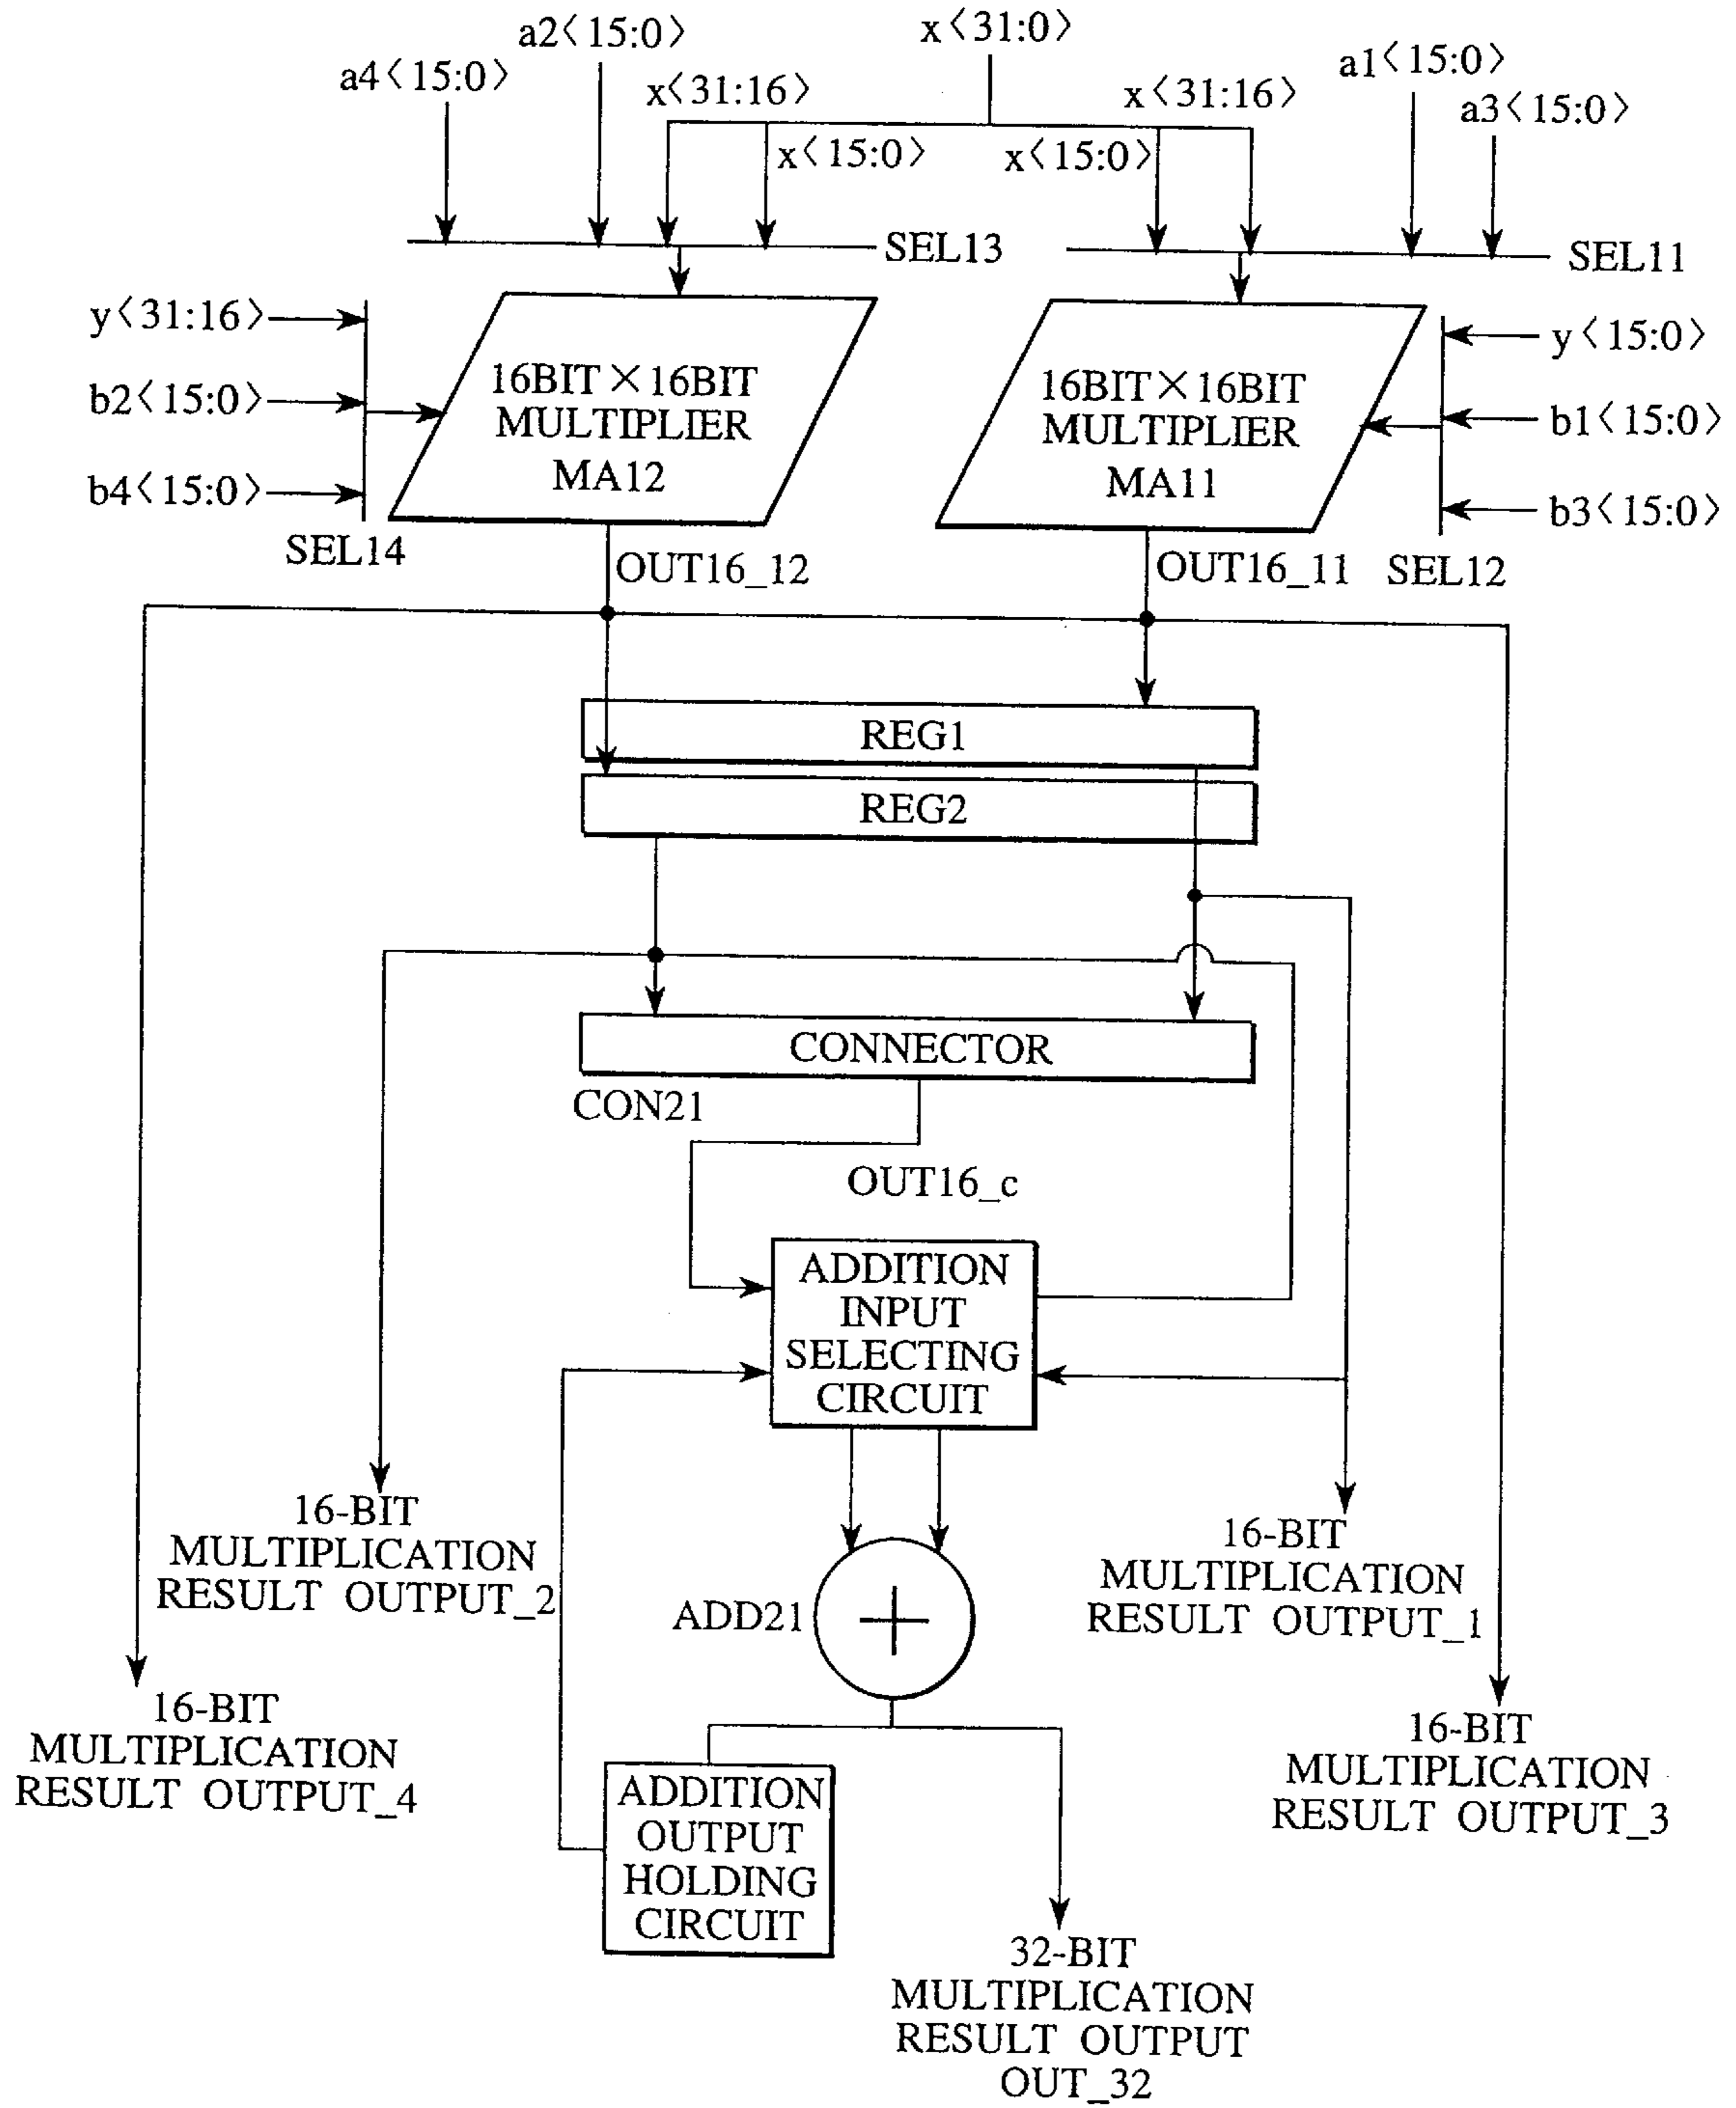 a2〈15:0〉
x〈31:0〉
a4〈15:0〉
a1〈15:0〉
x〈31:16〉
x〈31:16〉
a3〈15:0〉
x〈15:0〉
x〈15:0〉
SEL13
SEL11
y〈31:16〉
b2〈15:0〉
b4〈15:0〉
SEL14
16BIT×16BIT
MULTIPLIER
MA12
16BIT×16BIT
MULTIPLIER
MA11
y〈15:0〉
b1〈15:0〉
b3〈15:0〉
SEL12
OUT16_12
OUT16_11
REG1
REG2
CONNECTOR
CON21
OUT16_c
ADDITION
INPUT
SELECTING
CIRCUIT
16-BIT
MULTIPLICATION
RESULT OUTPUT_2
16-BIT
MULTIPLICATION
RESULT OUTPUT_1
ADD21
+
16-BIT
MULTIPLICATION
RESULT OUTPUT_4
16-BIT
MULTIPLICATION
RESULT OUTPUT_3
ADDITION
OUTPUT
HOLDING
CIRCUIT
32-BIT
MULTIPLICATION
RESULT OUTPUT
OUT_32